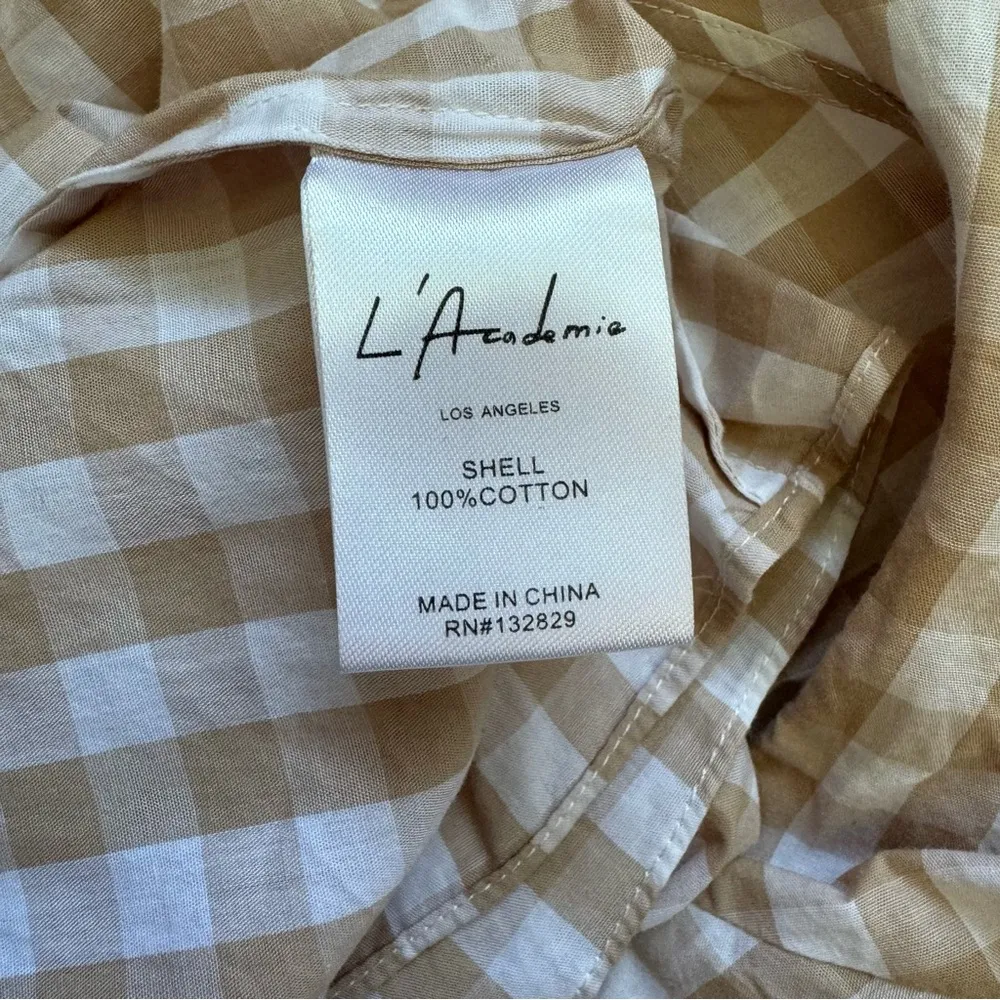 L'Academie
LOS ANGELES
SHELL
100%COTTON
MADE IN CHINA
RN#132829